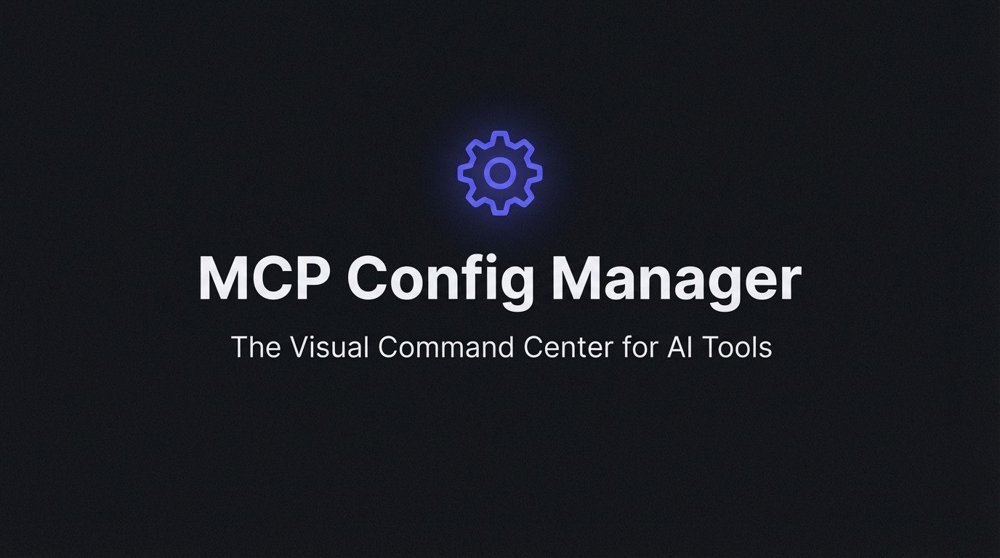 MCP Config Manager
The Visual Command Center for AI Tools